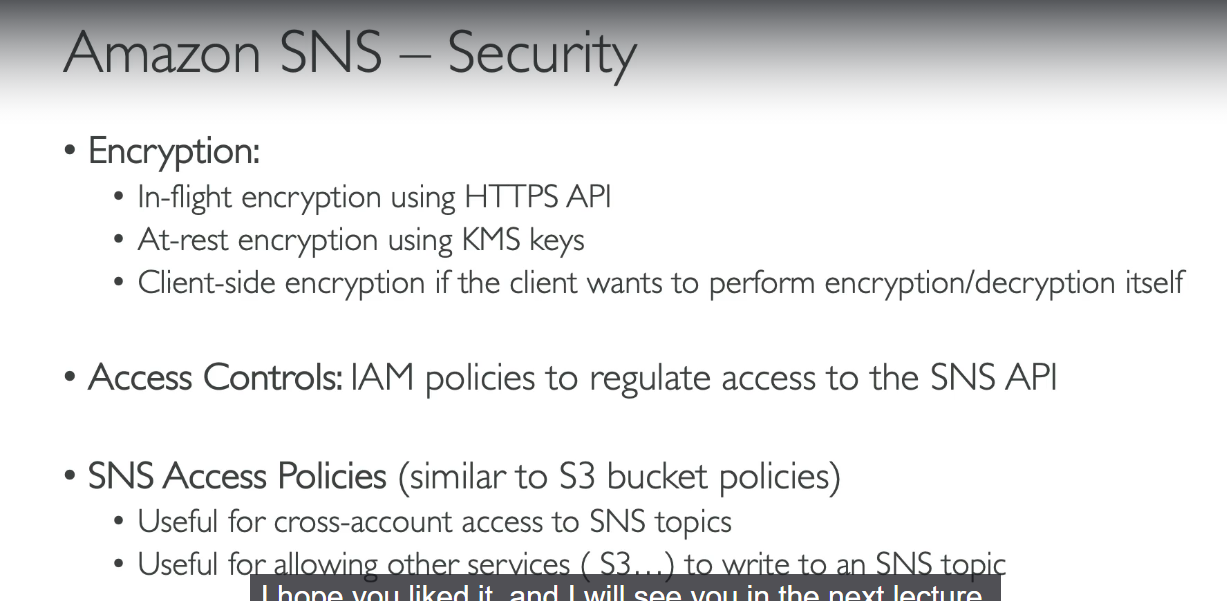 Amazon SNS – Security
• Encryption:
• In-flight encryption using HTTPS API
• At-rest encryption using KMS keys
• Client-side encryption if the client wants to perform encryption/decryption itself
• Access Controls: IAM policies to regulate access to the SNS API
• SNS Access Policies (similar to S3 bucket policies)
• Useful for cross-account access to SNS topics
• Useful for allowing other services ( S3…) to write to an SNS topic
I hope you liked it, and I will see you in the next lecture.